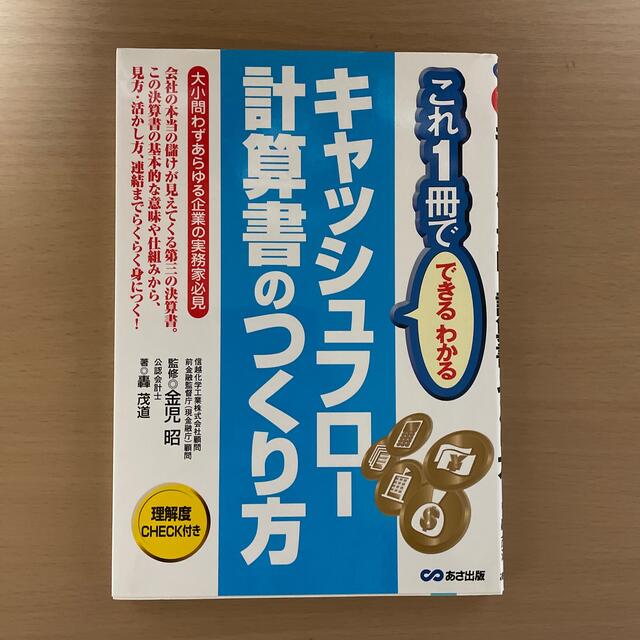 これ1冊で
できる わかる
キャッシュフロー
計算書のつくり方
大小問わずあらゆる企業の実務家必見
会社の本当の儲けが見えてくる第三の決算書。
この決算書の基本的な意味や仕組みから、
見方・活かし方、連結までらくらく身につく!
信越化学工業株式会社顧問
前金融監督庁(現金融庁)顧問
監修◎金児 昭
公認会計士
著◎轟 茂道
理解度
CHECK付き
あさ出版